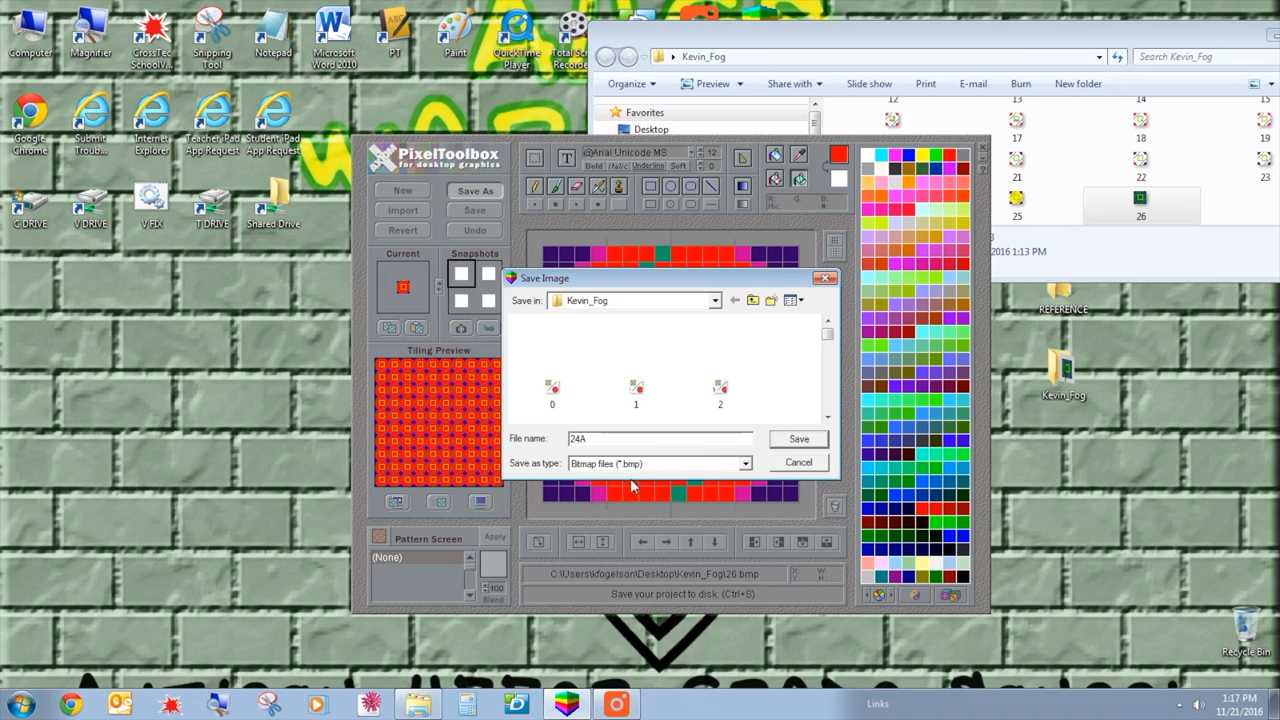 Computer
Magnifier
CrossTec SchoolV...
Snipping Tool
Notepad
Microsoft Word 2010
PT
Paint
QuickTime Player
Google Chrome
Submit Troub...
Internet Explorer
Teacher iPad App Request
Student iPad App Request
C DRIVE
V DRIVE
V FIX
T DRIVE
Shared Drive
Kevin_Fog
Search Kevin_Fog
Organize
Preview
Share with
Slide show
Print
E-mail
Burn
New folder
Favorites
Desktop
12
13
14
15
17
18
21
22
23
25
26
2016 1:13 PM
REFERENCE
Kevin_Fog
PixelToolbox
for desktop graphics
New
Save As
Import
Save
Revert
Undo
Current
Snapshots
Tiling Preview
Pattern Screen
Apply
(None)
100
Blend
@Arial Unicode MS
12
Bold
Italic
Underline
Soft
0
R:
G:
B:
Save Image
Save in:
Kevin_Fog
0
1
2
File name:
24A
Save
Save as type:
Bitmap files (*.bmp)
Cancel
C:\Users\kfogelson\Desktop\Kevin_Fog\26.bmp
X:
Y:
W:
H:
Save your project to disk. (Ctrl+S)
Recycle Bin
Links
1:17 PM
11/21/2016